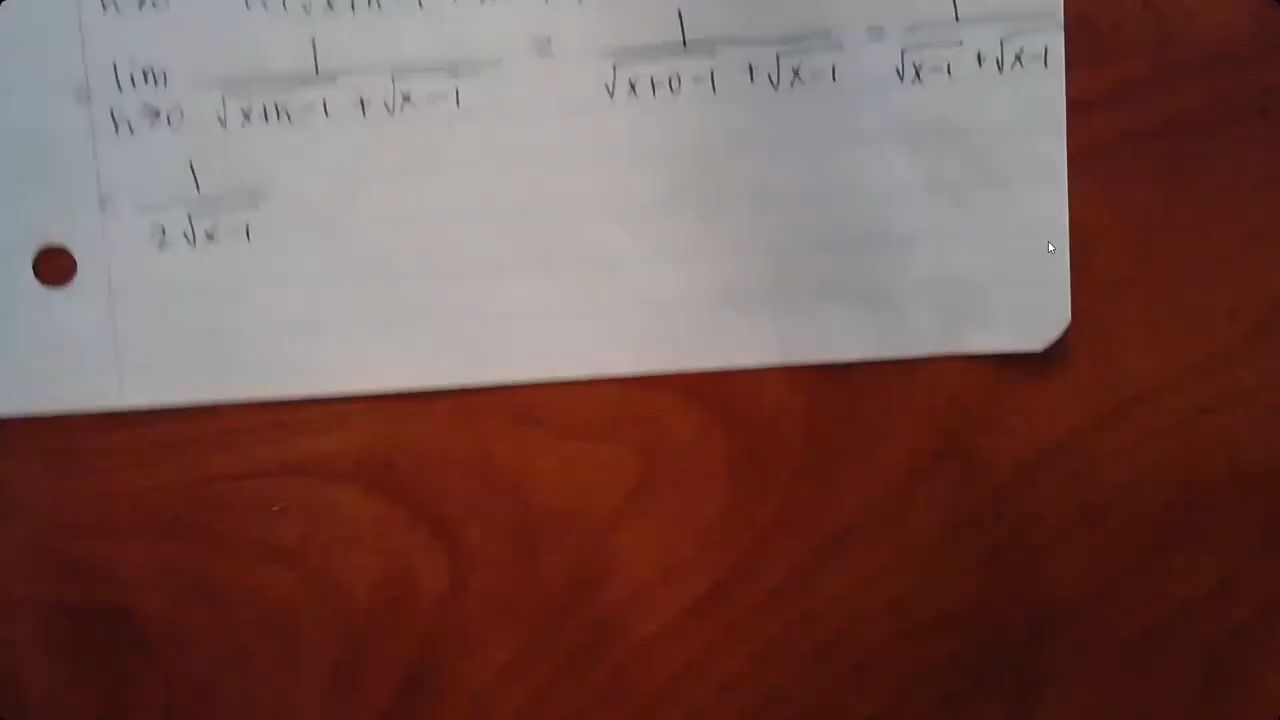 lim 1/(√x+h-1 + √x-1) = 1/(√x+0-1 + √x-1) = 1/(√x-1 + √x-1)
h→0
= 1/(2√x-1)